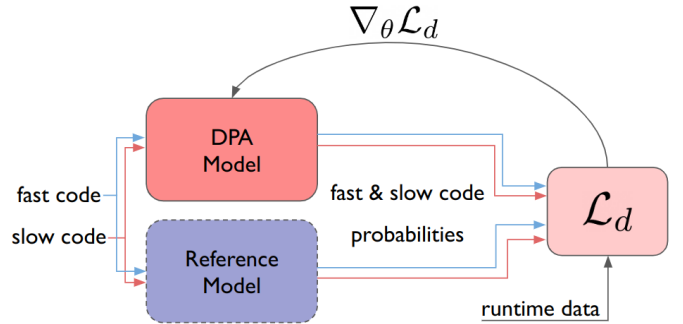 ∇θℒd
DPA
Model
fast code
slow code
fast & slow code
probabilities
ℒd
Reference
Model
runtime data